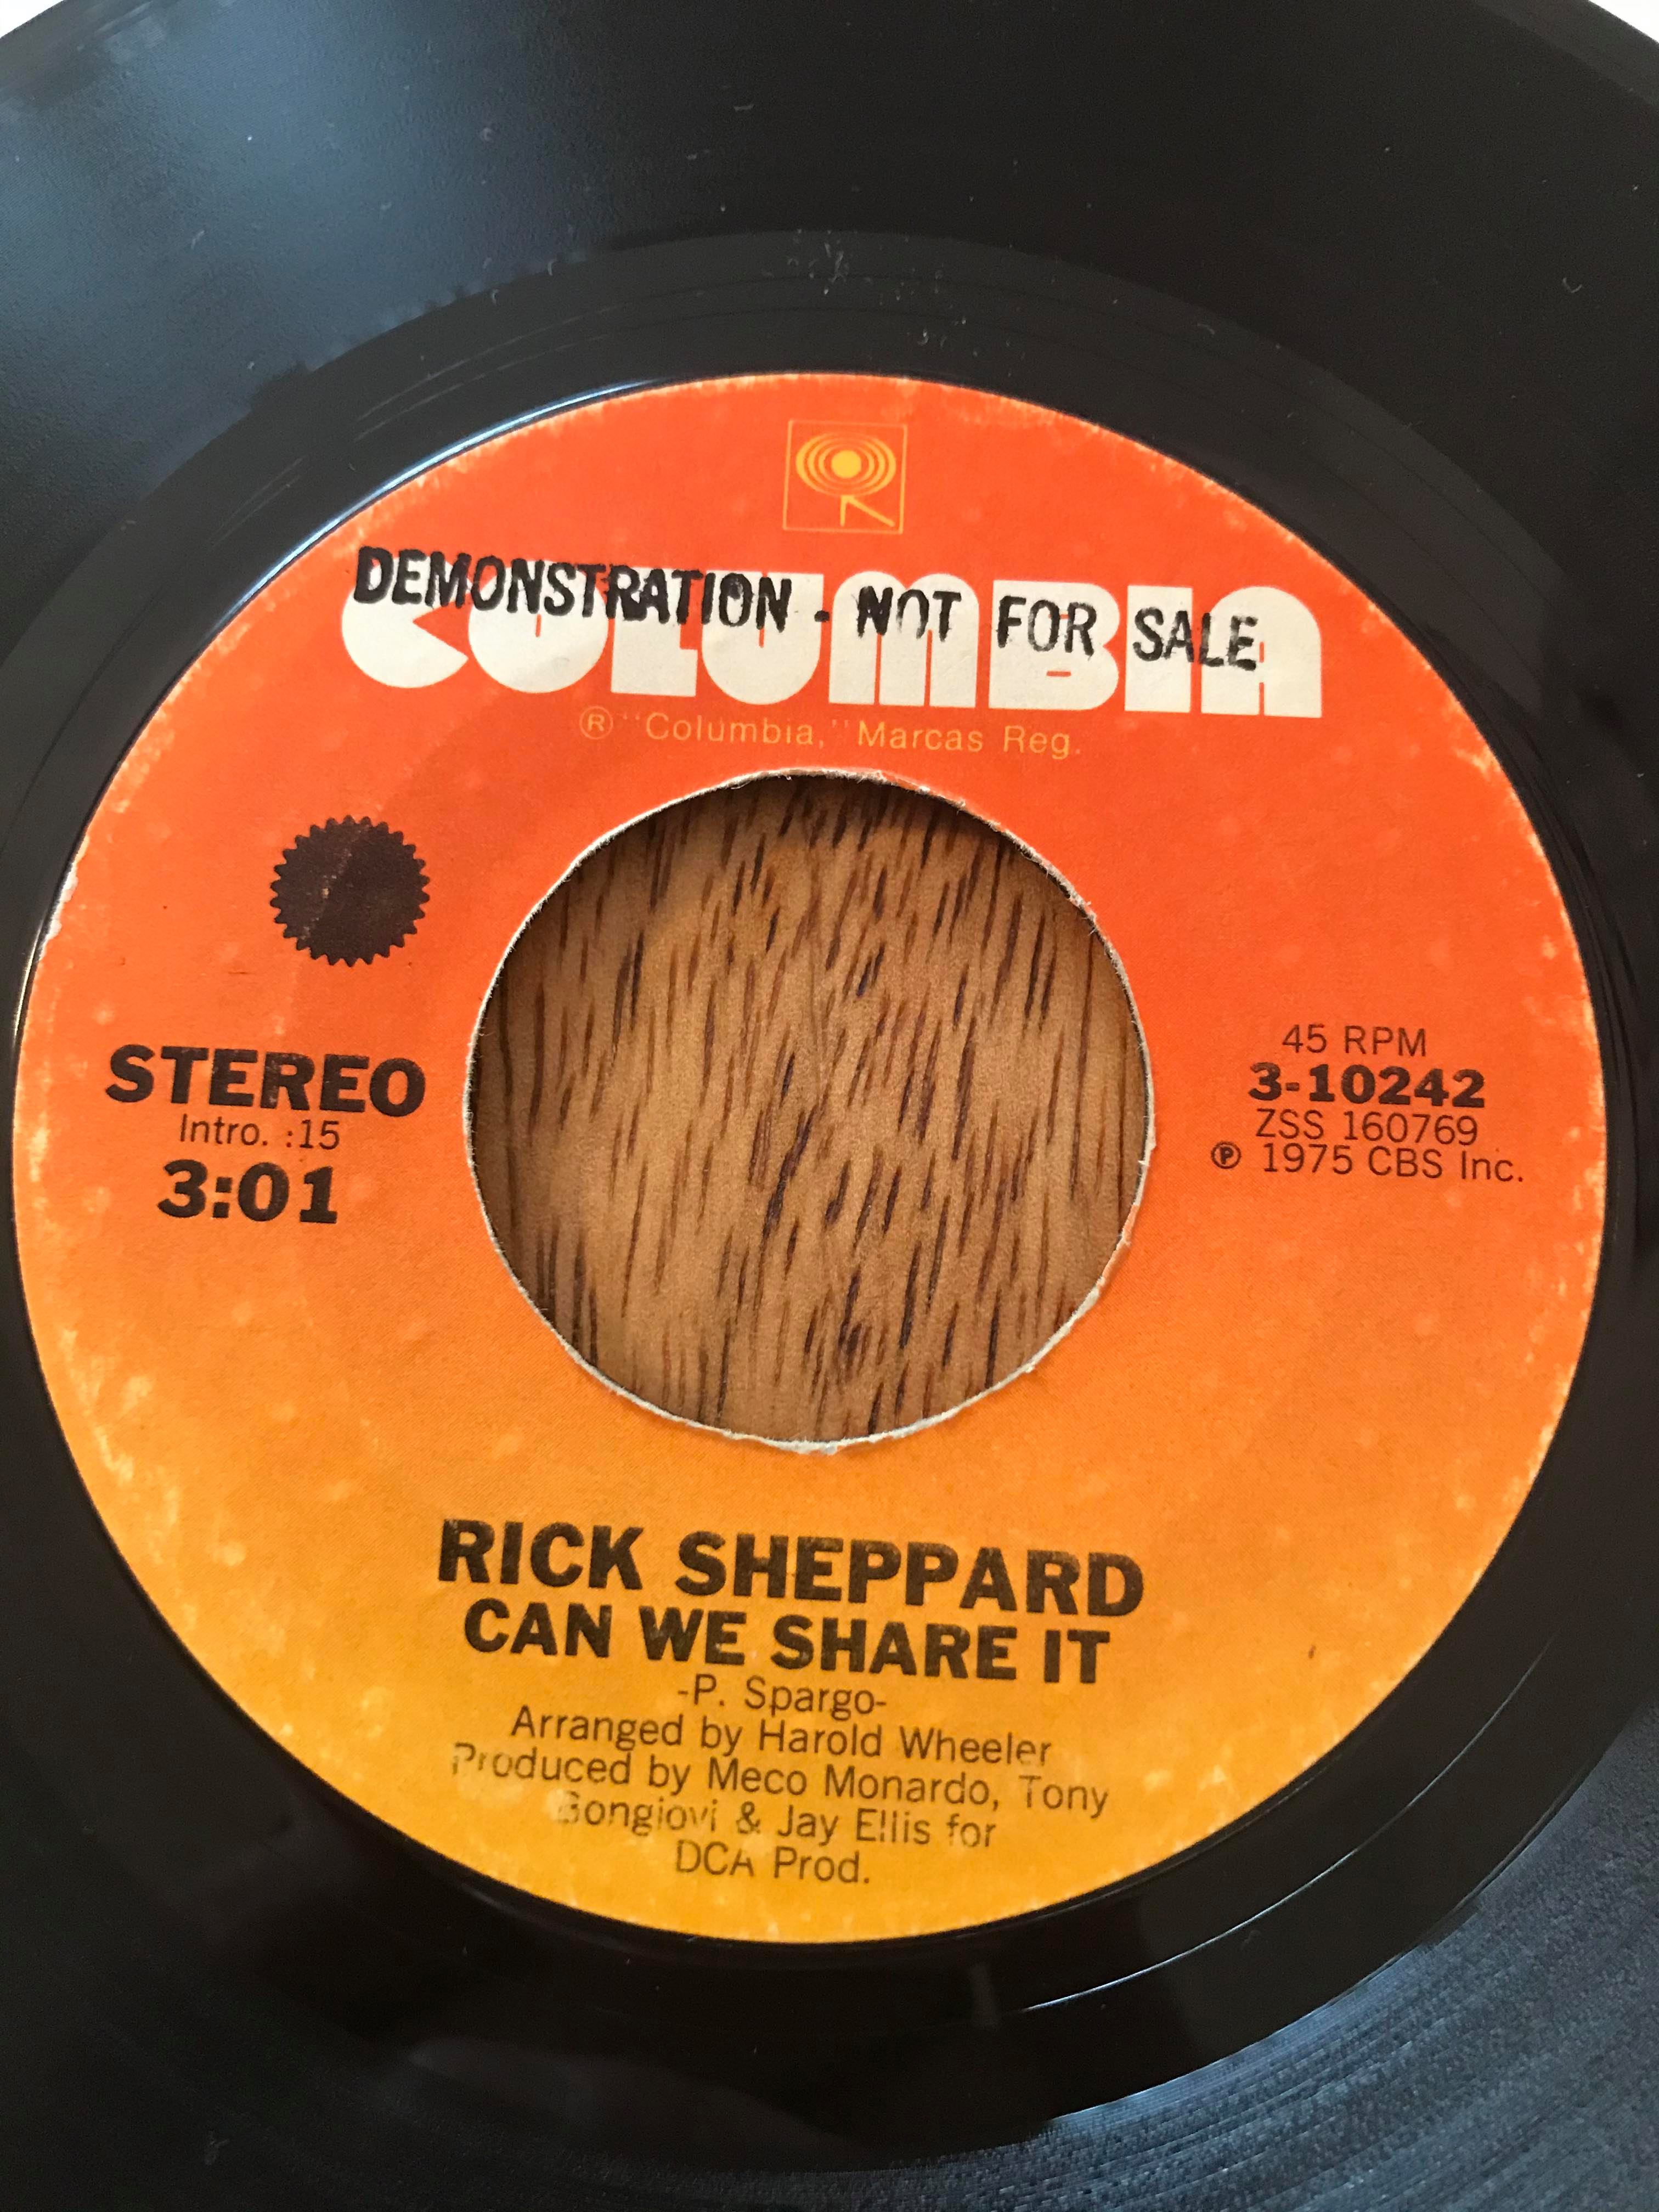 DEMONSTRATION - NOT FOR SALE
COLUMBIA
® "Columbia," Marcas Reg.
STEREO
Intro. :15
3:01
45 RPM
3-10242
ZSS 160769
℗ 1975 CBS Inc.
RICK SHEPPARD
CAN WE SHARE IT
-P. Spargo-
Arranged by Harold Wheeler
Produced by Meco Monardo, Tony
Bongiovi & Jay Ellis for
DCA Prod.